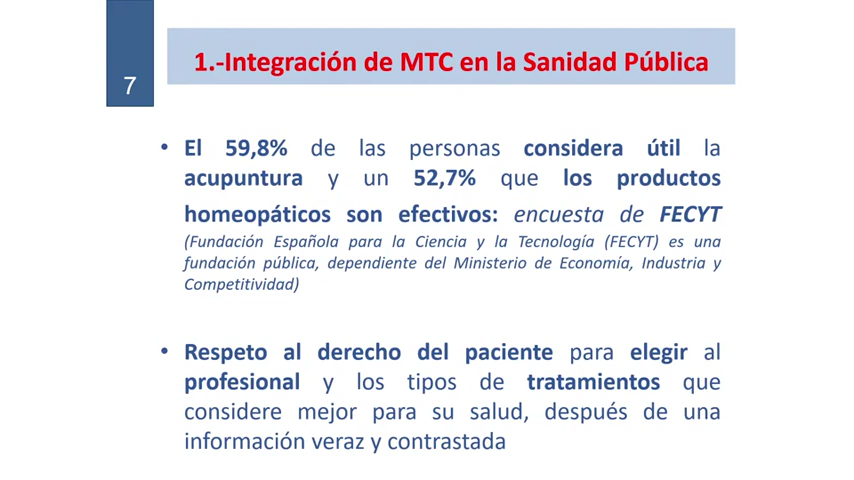 7
1.-Integración de MTC en la Sanidad Pública
• El 59,8% de las personas considera útil la
acupuntura y un 52,7% que los productos
homeopáticos son efectivos: encuesta de FECYT
(Fundación Española para la Ciencia y la Tecnología (FECYT) es una
fundación pública, dependiente del Ministerio de Economía, Industria y
Competitividad)
• Respeto al derecho del paciente para elegir al
profesional y los tipos de tratamientos que
considere mejor para su salud, después de una
información veraz y contrastada